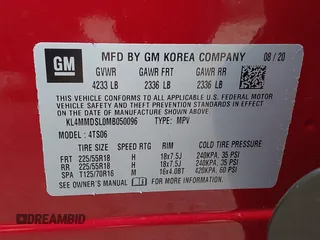 GM
MFD BY GM KOREA COMPANY 08 / 20
GVWR GAWR FRT GAWR RR
4233 LB 2336 LB 2336 LB
THIS VEHICLE CONFORMS TO ALL APPLICABLE U.S. FEDERAL MOTOR VEHICLE SAFETY, BUMPER, AND THEFT PREVENTION STANDARDS IN EFFECT ON THE DATE OF MANUFACTURE SHOWN ABOVE.
KL4MMDSL0MB050096 TYPE: MPV
MODEL: 4TS06
TIRE SIZE SPEED RTG RIM COLD TIRE PRESSURE
FRT 225/55R18 H 18x7.5J 240KPA, 35 PSI
RR 225/55R18 H 18x7.5J 240KPA, 35 PSI
SPA T125/70R16 M 16x4.0BT 420KPA, 60 PSI
SEE OWNER'S MANUAL FOR MORE INFORMATION.
DREAMBID